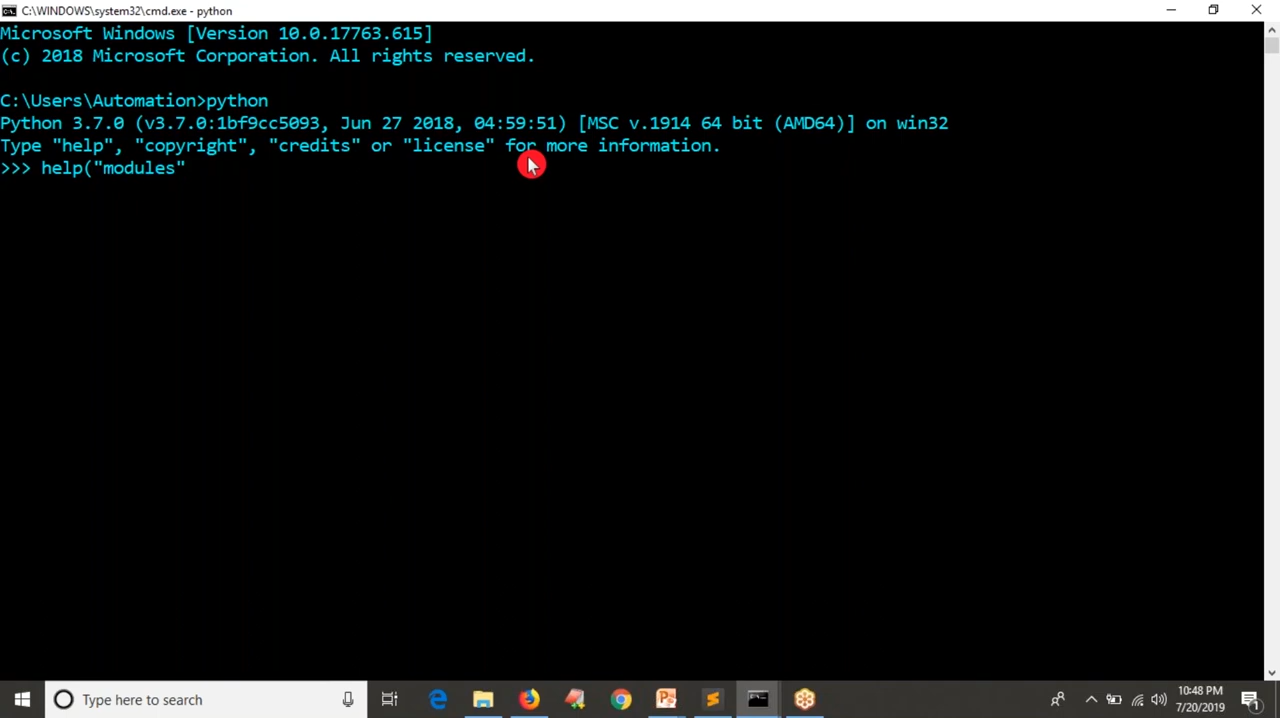 C:\WINDOWS\system32\cmd.exe - python
Microsoft Windows [Version 10.0.17763.615]
(c) 2018 Microsoft Corporation. All rights reserved.
C:\Users\Automation>python
Python 3.7.0 (v3.7.0:1bf9cc5093, Jun 27 2018, 04:59:51) [MSC v.1914 64 bit (AMD64)] on win32
Type "help", "copyright", "credits" or "license" for more information.
>>> help("modules"
Type here to search
10:48 PM
7/20/2019
1